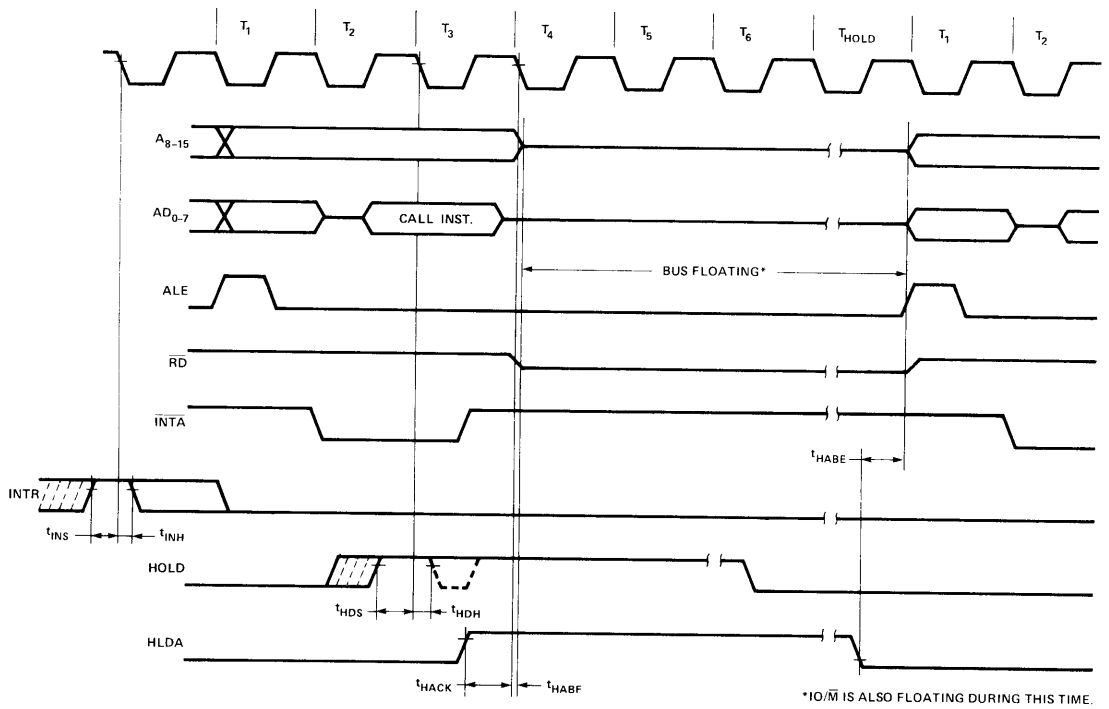 T1 T2 T3 T4 T5 T6 THOLD T1 T2
A8–15
AD0–7 CALL INST.
BUS FLOATING*
ALE
RD
INTA
tHABE
INTR
tINS tINH
HOLD
tHDS tHDH
HLDA
tHACK tHABF
*IO/M̅ IS ALSO FLOATING DURING THIS TIME.